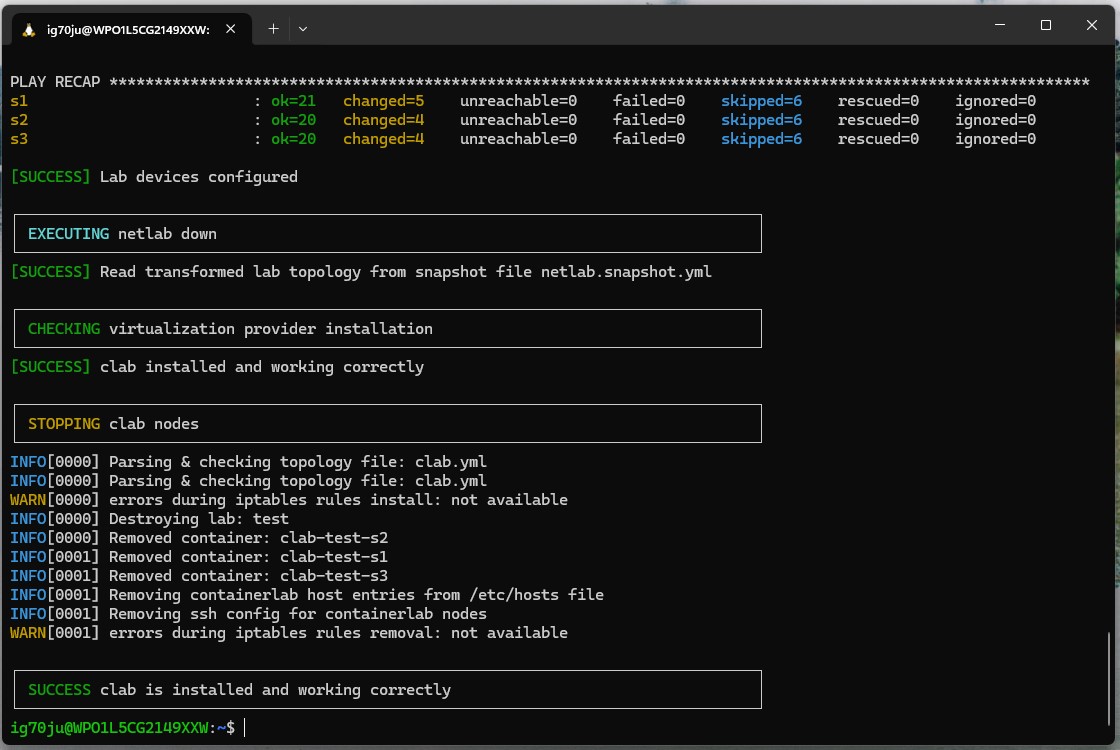 ig70ju@WPO1L5CG2149XXW:
PLAY RECAP *************************************************************************************************************
s1 : ok=21 changed=5 unreachable=0 failed=0 skipped=6 rescued=0 ignored=0
s2 : ok=20 changed=4 unreachable=0 failed=0 skipped=6 rescued=0 ignored=0
s3 : ok=20 changed=4 unreachable=0 failed=0 skipped=6 rescued=0 ignored=0
[SUCCESS] Lab devices configured
EXECUTING netlab down
[SUCCESS] Read transformed lab topology from snapshot file netlab.snapshot.yml
CHECKING virtualization provider installation
[SUCCESS] clab installed and working correctly
STOPPING clab nodes
INFO[0000] Parsing & checking topology file: clab.yml
INFO[0000] Parsing & checking topology file: clab.yml
WARN[0000] errors during iptables rules install: not available
INFO[0000] Destroying lab: test
INFO[0000] Removed container: clab-test-s2
INFO[0001] Removed container: clab-test-s1
INFO[0001] Removed container: clab-test-s3
INFO[0001] Removing containerlab host entries from /etc/hosts file
INFO[0001] Removing ssh config for containerlab nodes
WARN[0001] errors during iptables rules removal: not available
SUCCESS clab is installed and working correctly
ig70ju@WPO1L5CG2149XXW:~$